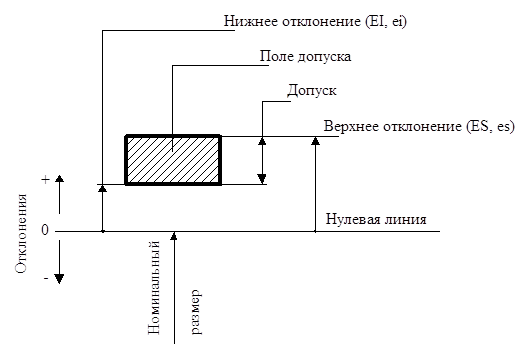 Нижнее отклонение (EI, ei)
Поле допуска
Допуск
Верхнее отклонение (ES, es)
+
Нулевая линия
0
-
Отклонения
Номинальный
размер